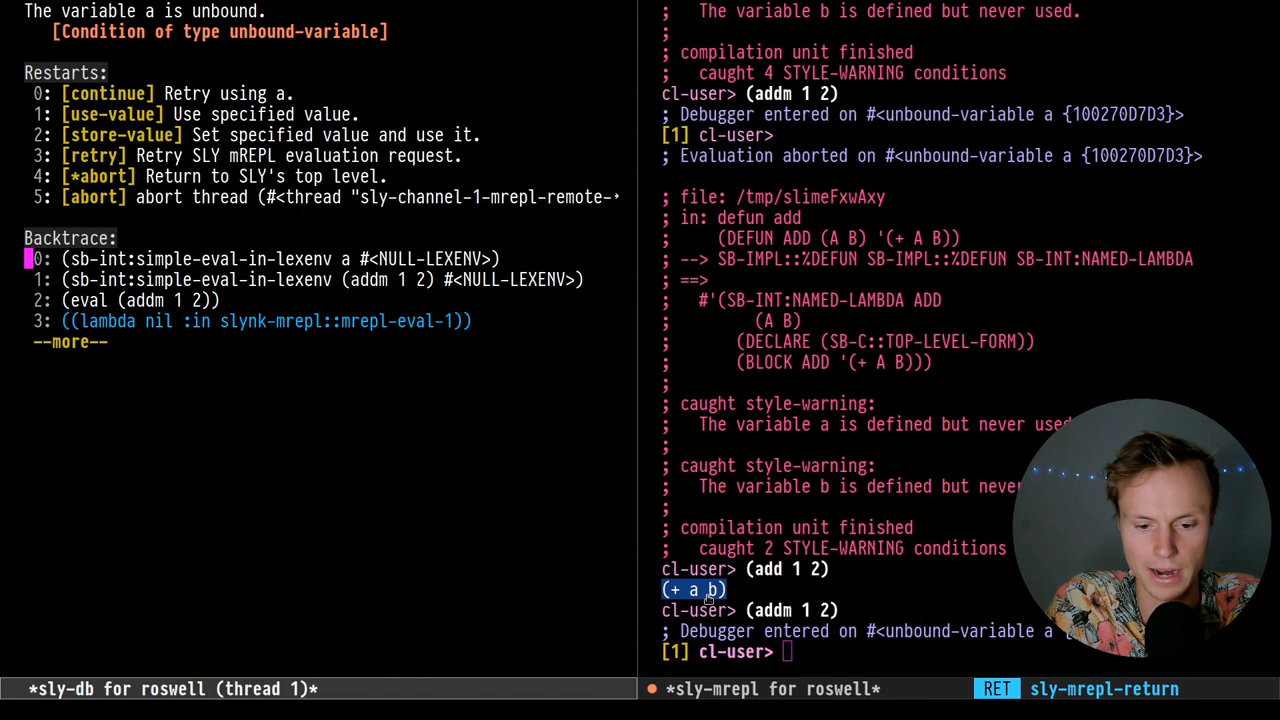 The variable a is unbound.
[Condition of type unbound-variable]
Restarts:
0: [continue] Retry using a.
1: [use-value] Use specified value.
2: [store-value] Set specified value and use it.
3: [retry] Retry SLY mREPL evaluation request.
4: [*abort] Return to SLY's top level.
5: [abort] abort thread (#<thread "sly-channel-1-mrepl-remote-→
Backtrace:
0: (sb-int:simple-eval-in-lexenv a #<NULL-LEXENV>)
1: (sb-int:simple-eval-in-lexenv (addm 1 2) #<NULL-LEXENV>)
2: (eval (addm 1 2))
3: ((lambda nil :in slynk-mrepl::mrepl-eval-1))
--more--
*sly-db for roswell (thread 1)*
;   The variable b is defined but never used.
;
; compilation unit finished
;   caught 4 STYLE-WARNING conditions
cl-user> (addm 1 2)
; Debugger entered on #<unbound-variable a {100270D7D3}>
[1] cl-user>
; Evaluation aborted on #<unbound-variable a {100270D7D3}>
; file: /tmp/slimeFxwAxy
; in: defun add
;     (DEFUN ADD (A B) '(+ A B))
; --> SB-IMPL::%DEFUN SB-IMPL::%DEFUN SB-INT:NAMED-LAMBDA
; ==>
;   #'(SB-INT:NAMED-LAMBDA ADD
;         (A B)
;       (DECLARE (SB-C::TOP-LEVEL-FORM))
;       (BLOCK ADD '(+ A B)))
;
; caught style-warning:
;   The variable a is defined but never used
;
; caught style-warning:
;   The variable b is defined but never
;
; compilation unit finished
;   caught 2 STYLE-WARNING conditions
cl-user> (add 1 2)
(+ a b)
cl-user> (addm 1 2)
; Debugger entered on #<unbound-variable a
[1] cl-user>
*sly-mrepl for roswell* RET sly-mrepl-return